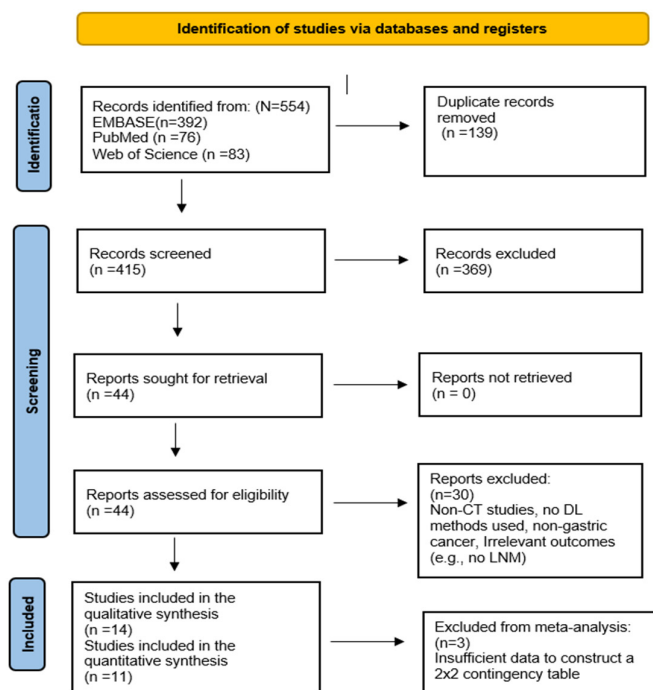 Identification of studies via databases and registers
Identificatio
Records identified from: (N=554)
EMBASE(n=392)
PubMed (n =76)
Web of Science (n =83)
Duplicate records
removed
(n =139)
Screening
Records screened
(n =415)
Records excluded
(n =369)
Reports sought for retrieval
(n =44)
Reports not retrieved
(n = 0)
Reports assessed for eligibility
(n =44)
Reports excluded:
(n=30)
Non-CT studies, no DL
methods used, non-gastric
cancer, Irrelevant outcomes
(e.g., no LNM)
Included
Studies included in the
qualitative synthesis
(n =14)
Studies included in the
quantitative synthesis
(n =11)
Excluded from meta-analysis:
(n=3)
Insufficient data to construct a
2x2 contingency table